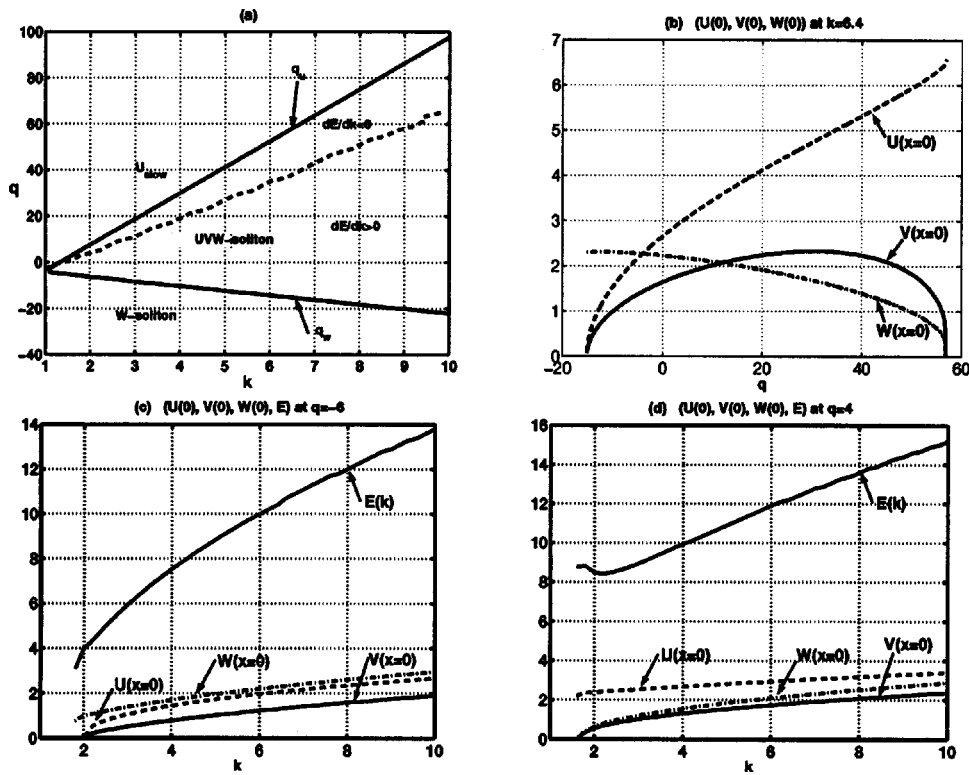 (a)
100
80
60
40
20
0
−20
−40
q
1 2 3 4 5 6 7 8 9 10
k
q_u
dE/dk<0
U_slow
UVW−soliton
dE/dk>0
W−soliton
q_w
(b) (U(0), V(0), W(0)) at k=6.4
7
6
5
4
3
2
1
0
−20 0 20 40 60
q
U(x=0)
V(x=0)
W(x=0)
(c) (U(0), V(0), W(0), E) at q=−6
14
12
10
8
6
4
2
0
2 4 6 8 10
k
E(k)
U(x=0)
W(x=0)
V(x=0)
(d) (U(0), V(0), W(0), E) at q=4
16
14
12
10
8
6
4
2
0
2 4 6 8 10
k
E(k)
U(x=0)
W(x=0)
V(x=0)